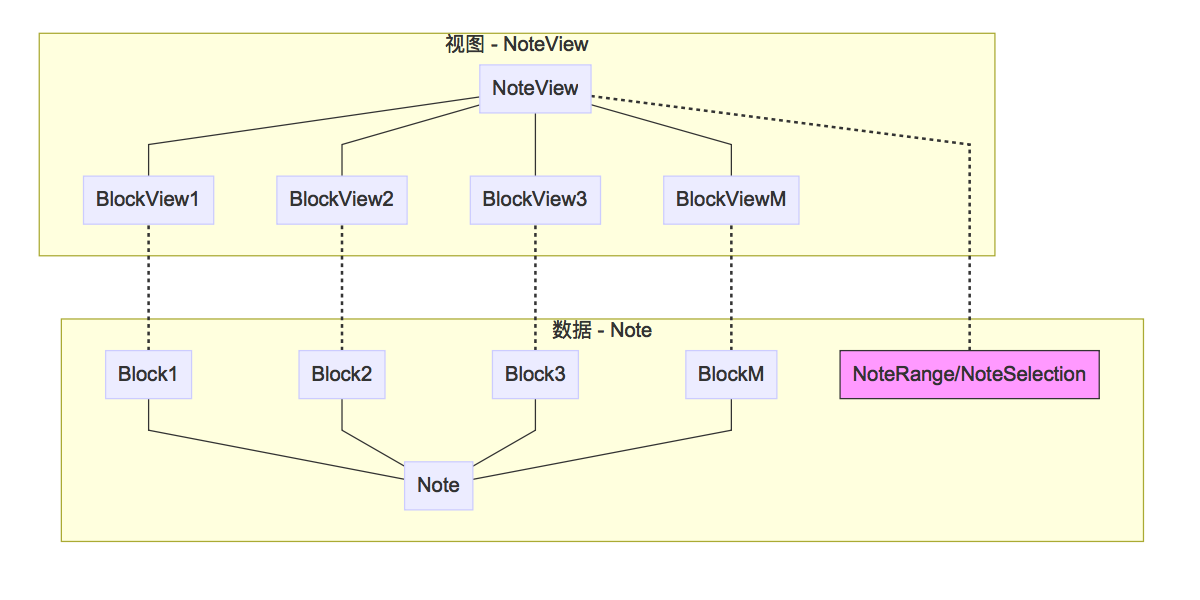 视图 - NoteView
NoteView
BlockView1
BlockView2
BlockView3
BlockViewM
数据 - Note
Block1
Block2
Block3
BlockM
NoteRange/NoteSelection
Note